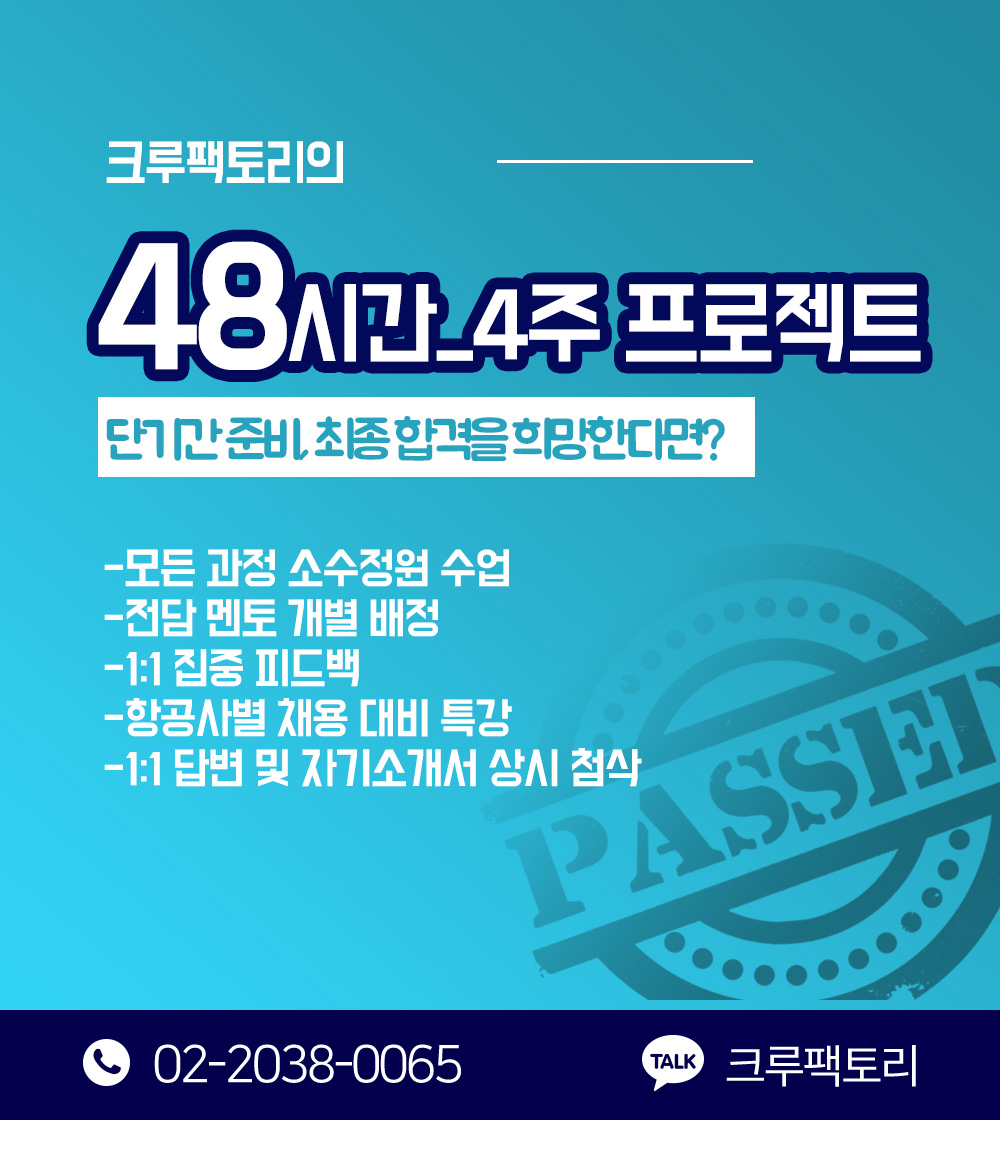 크루팩토리의
48시간_4주 프로젝트
단기간 준비, 최종 합격을 희망한다면?
-모든 과정 소수정원 수업
-전담 멘토 개별 배정
-1:1 집중 피드백
-항공사별 채용 대비 특강
-1:1 답변 및 자기소개서 상시 첨삭
PASSED
02-2038-0065
TALK 크루팩토리